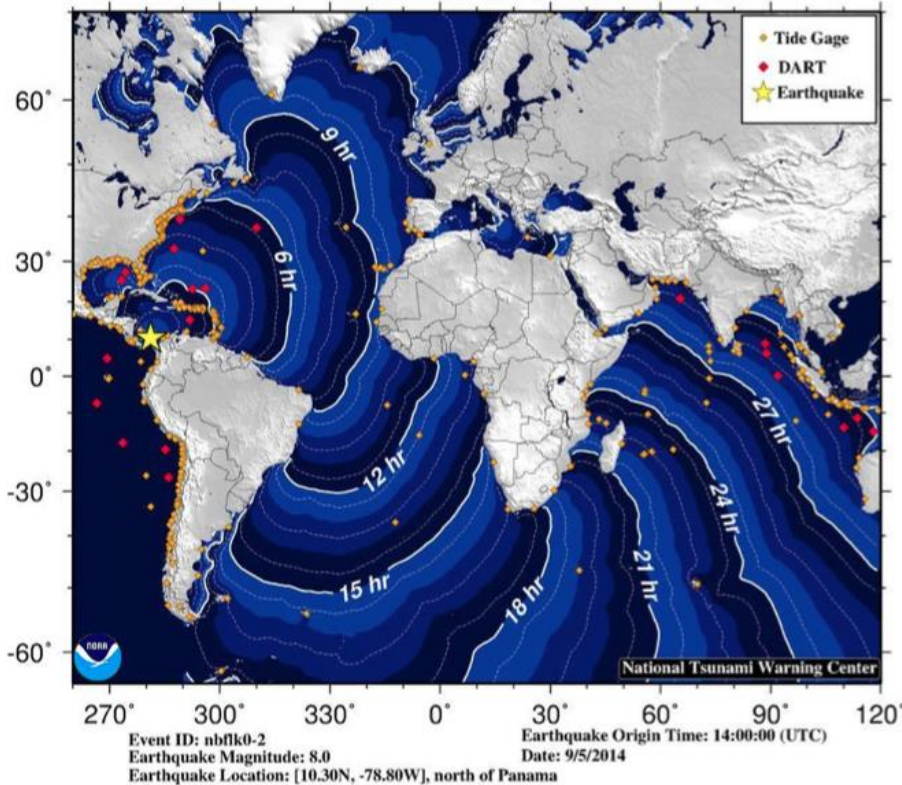 Tide Gage
DART
Earthquake
60°
30°
0°
-30°
-60°
9 hr
6 hr
12 hr
15 hr
18 hr
21 hr
24 hr
27 hr
NOAA
National Tsunami Warning Center
270° 300° 330° 0° 30° 60° 90° 120°
Event ID: nbflk0-2
Earthquake Magnitude: 8.0
Earthquake Location: [10.30N, -78.80W], north of Panama
Earthquake Origin Time: 14:00:00 (UTC)
Date: 9/5/2014